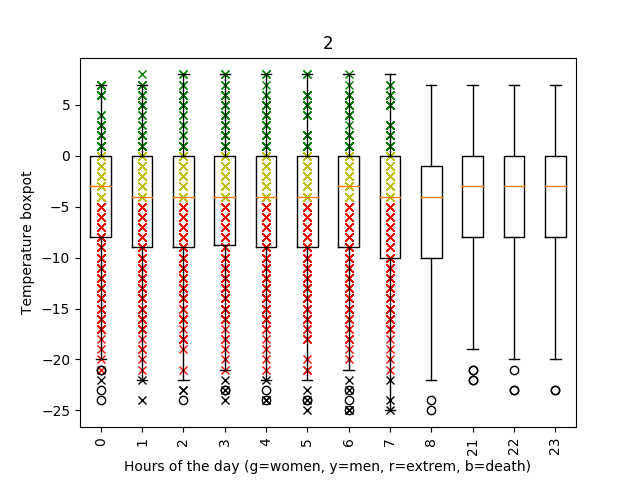 2
Temperature boxpot
5
0
−5
−10
−15
−20
−25
0 1 2 3 4 5 6 7 8 21 22 23
Hours of the day (g=women, y=men, r=extrem, b=death)